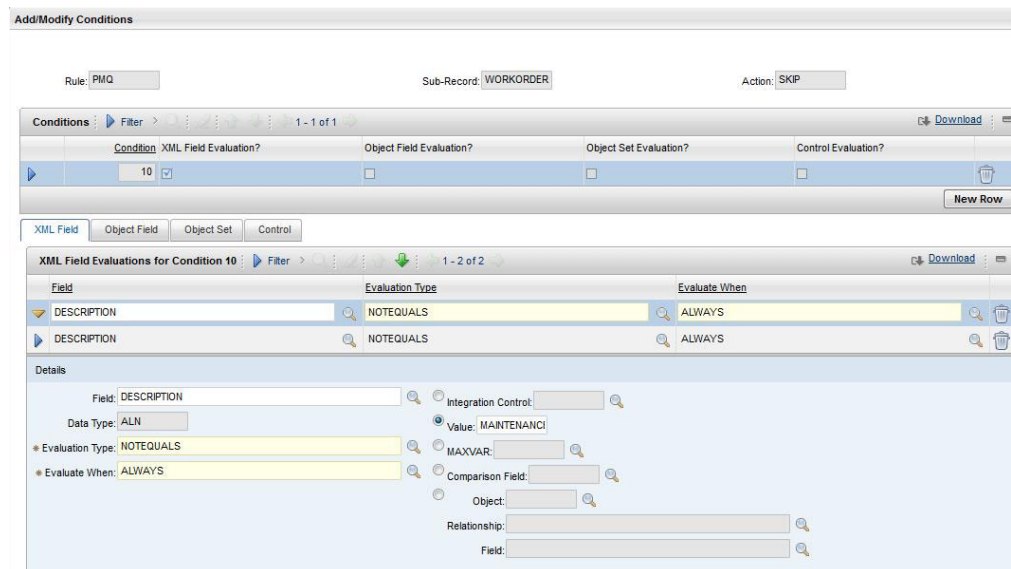 Add/Modify Conditions
Rule: PMQ Sub-Record: WORKORDER Action: SKIP
Conditions Filter 1 - 1 of 1 Download
Condition XML Field Evaluation? Object Field Evaluation? Object Set Evaluation? Control Evaluation?
10
New Row
XML Field Object Field Object Set Control
XML Field Evaluations for Condition 10 Filter 1 - 2 of 2 Download
Field Evaluation Type Evaluate When
DESCRIPTION NOTEQUALS ALWAYS
DESCRIPTION NOTEQUALS ALWAYS
Details
Field: DESCRIPTION Integration Control:
Data Type: ALN Value: MAINTENANCE
Evaluation Type: NOTEQUALS MAXVAR:
Evaluate When: ALWAYS Comparison Field:
Object:
Relationship:
Field: